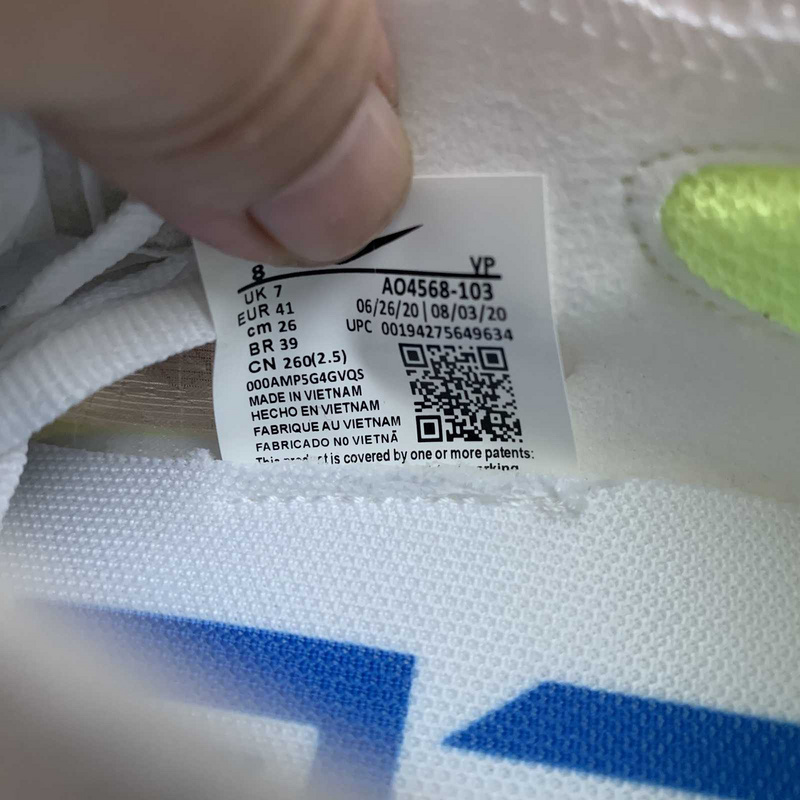 8 VP
UK 7
EUR 41
cm 26
BR 39
CN 260(2.5)
AO4568-103
06/26/20 | 08/03/20
UPC 00194275649634
000AMP5G4GVQS
MADE IN VIETNAM
HECHO EN VIETNAM
FABRIQUE AU VIETNAM
FABRICADO N0 VIETNÃ
This product is covered by one or more patents: